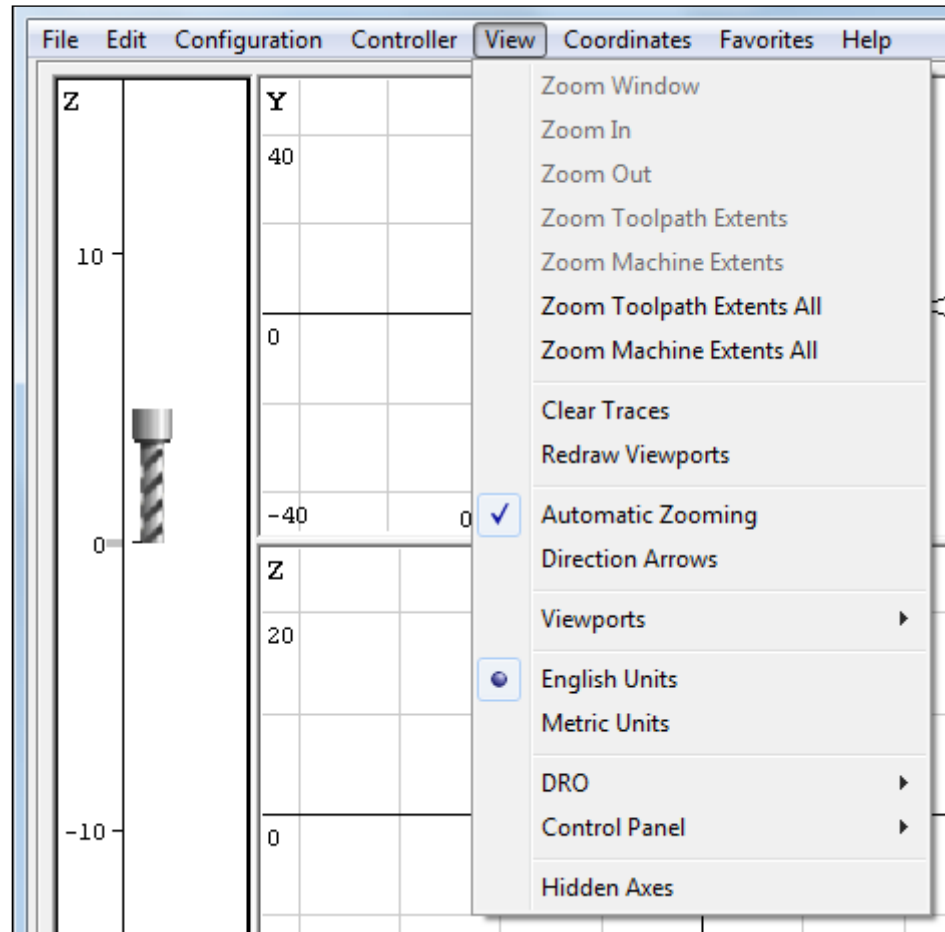 File Edit Configuration Controller View Coordinates Favorites Help
Z
10
0
-10
Y
40
0
-40
0
Z
20
0
Zoom Window
Zoom In
Zoom Out
Zoom Toolpath Extents
Zoom Machine Extents
Zoom Toolpath Extents All
Zoom Machine Extents All
Clear Traces
Redraw Viewports
Automatic Zooming
Direction Arrows
Viewports
English Units
Metric Units
DRO
Control Panel
Hidden Axes